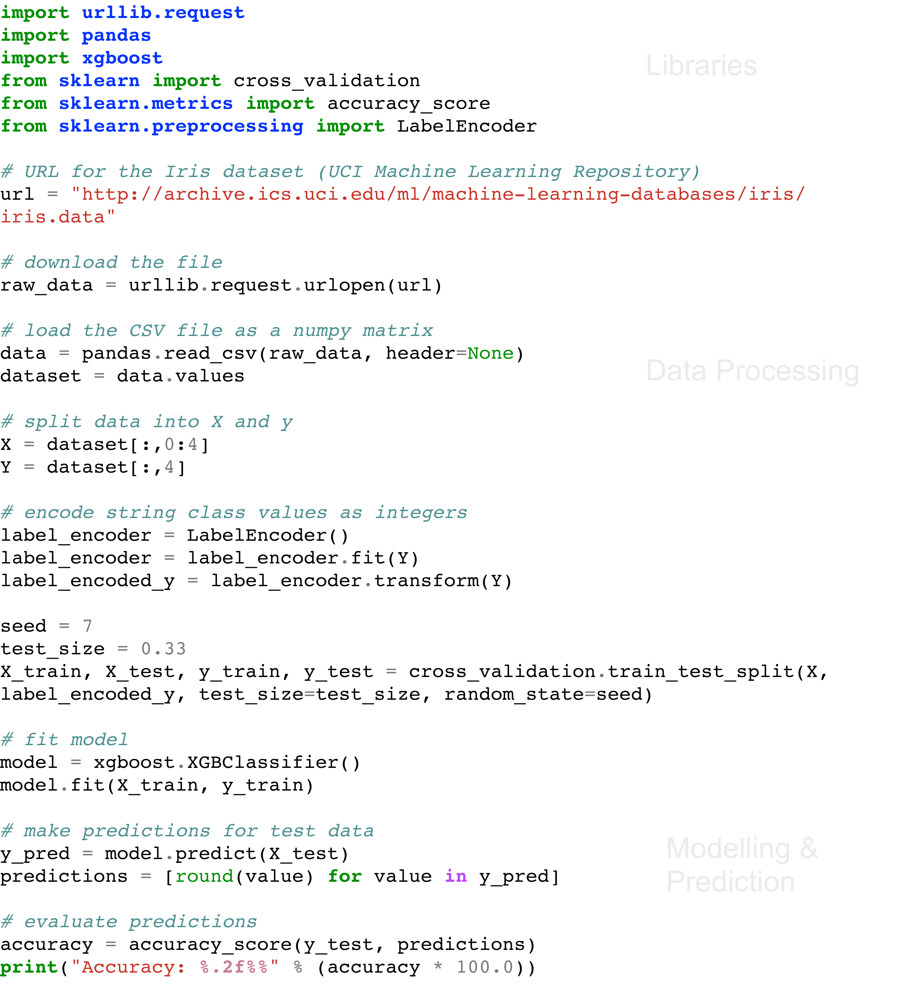 import urllib.request
import pandas
import xgboost
Libraries
from sklearn import cross_validation
from sklearn.metrics import accuracy_score
from sklearn.preprocessing import LabelEncoder
# URL for the Iris dataset (UCI Machine Learning Repository)
url = "http://archive.ics.uci.edu/ml/machine-learning-databases/iris/
iris.data"
# download the file
raw_data = urllib.request.urlopen(url)
# load the CSV file as a numpy matrix
data = pandas.read_csv(raw_data, header=None)
Data Processing
dataset = data.values
# split data into X and y
X = dataset[:,0:4]
Y = dataset[:,4]
# encode string class values as integers
label_encoder = LabelEncoder()
label_encoder = label_encoder.fit(Y)
label_encoded_y = label_encoder.transform(Y)
seed = 7
test_size = 0.33
X_train, X_test, y_train, y_test = cross_validation.train_test_split(X,
label_encoded_y, test_size=test_size, random_state=seed)
# fit model
model = xgboost.XGBClassifier()
model.fit(X_train, y_train)
# make predictions for test data
y_pred = model.predict(X_test)
Modelling &
Prediction
predictions = [round(value) for value in y_pred]
# evaluate predictions
accuracy = accuracy_score(y_test, predictions)
print("Accuracy: %.2f%%" % (accuracy * 100.0))